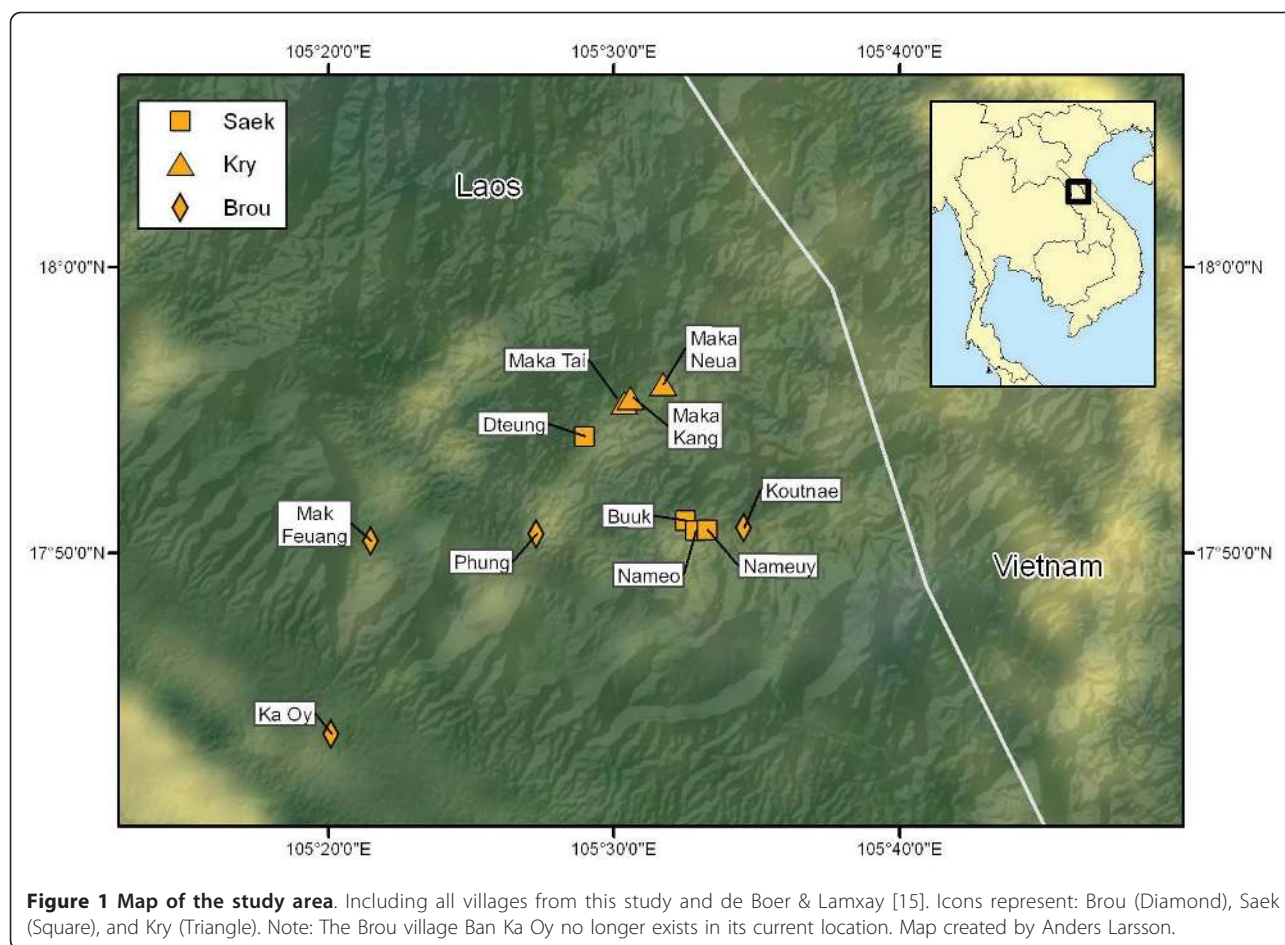 105°20'0"E 105°30'0"E 105°40'0"E
Saek
Kry
Brou
Laos
18°0'0"N 18°0'0"N
Maka
Neua
Maka Tai
Maka
Kang
Dteung
Koutnae
Mak
Feuang
Buuk
17°50'0"N 17°50'0"N
Phung
Nameo
Nameuy
Vietnam
Ka Oy
105°20'0"E 105°30'0"E 105°40'0"E
Figure 1 Map of the study area. Including all villages from this study and de Boer & Lamxay [15]. Icons represent: Brou (Diamond), Saek
(Square), and Kry (Triangle). Note: The Brou village Ban Ka Oy no longer exists in its current location. Map created by Anders Larsson.